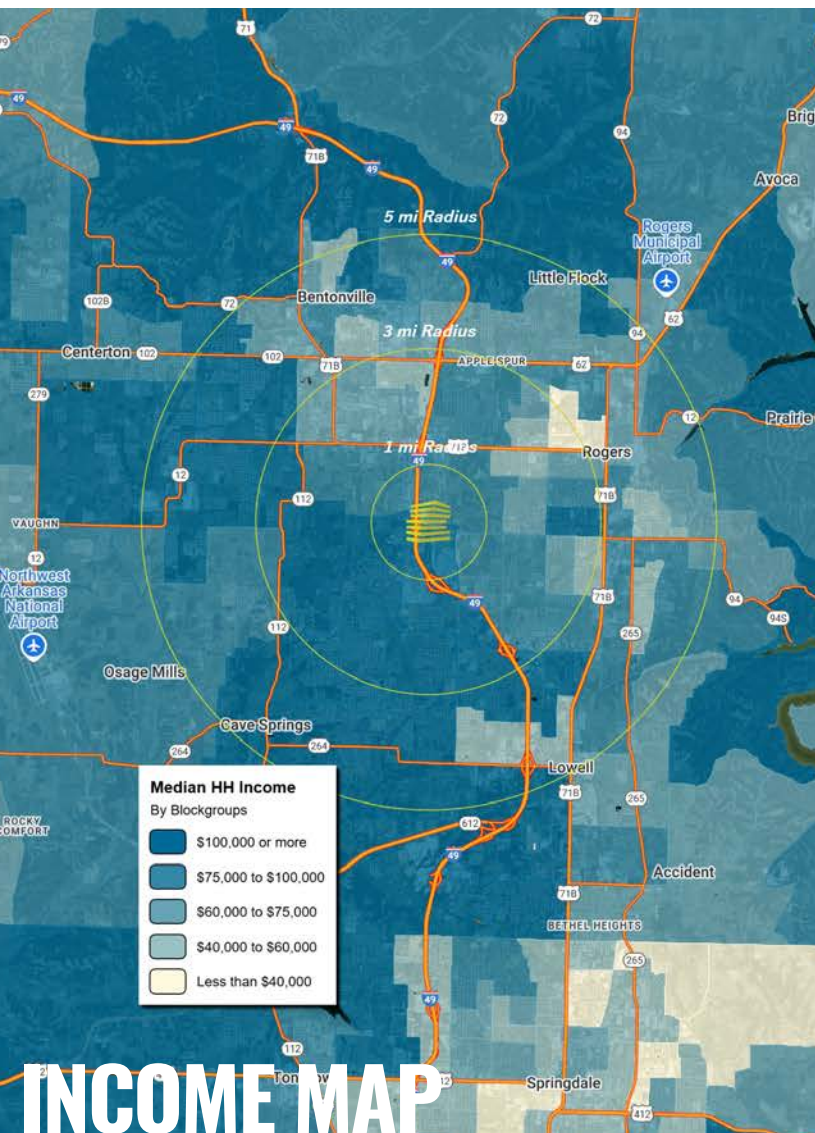 72
71
79
49
49
72
71B
94
49
Brig
Avoca
5 mi Radius
Rogers
Municipal
Airport
49
Little Flock
102B
72
Bentonville
62
3 mi Radius
94
Centerton
102
102
71B
APPLE SPUR
62
279
12
Prairie
1 mi Radius
49
Rogers
12
112
71B
VAUGHN
12
Northwest
Arkansas
National
Airport
49
71B
94
94S
112
265
Osage Mills
Cave Springs
264
264
Lowell
Median HH Income
By Blockgroups
$100,000 or more
$75,000 to $100,000
$60,000 to $75,000
$40,000 to $60,000
Less than $40,000
71B
265
ROCKY
COMFORT
612
49
Accident
71B
BETHEL HEIGHTS
265
49
112
INCOME MAP
Springdale
412